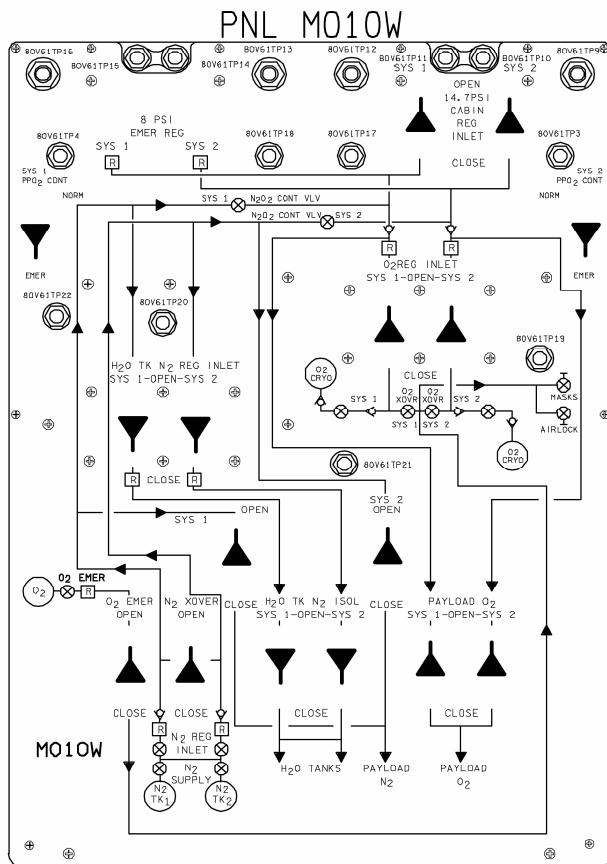 PNL MO10W
80V61TP16
80V61TP15
80V61TP13
80V61TP14
80V61TP12
80V61TP11
SYS 1
80V61TP10
SYS 2
80V61TP9
OPEN
14.7PSI
CABIN
REG
INLET
CLOSE
8 PSI
EMER REG
SYS 1
SYS 2
R
R
80V61TP4
80V61TP18
80V61TP17
80V61TP3
SYS 1
PPO2 CONT
SYS 2
PPO2 CONT
NORM
NORM
SYS 1
N2O2 CONT VLV
N2O2 CONT VLV
SYS 2
R
R
EMER
EMER
O2REG INLET
SYS 1-OPEN-SYS 2
80V61TP22
80V61TP20
80V61TP19
H2O TK N2 REG INLET
SYS 1-OPEN-SYS 2
O2
CRYO
CLOSE
SYS 1
O2
XOVR
O2
XOVR
SYS 2
SYS 1
SYS 2
MASKS
AIRLOCK
O2
CRYO
80V61TP21
R
CLOSE
R
SYS 1
OPEN
SYS 2
OPEN
O2
O2 EMER
R
O2 EMER
OPEN
N2 XOVER
OPEN
CLOSE
H2O TK N2 ISOL
SYS 1-OPEN-SYS 2
CLOSE
PAYLOAD O2
SYS 1-OPEN-SYS 2
CLOSE
CLOSE
CLOSE
CLOSE
R
N2 REG
INLET
R
MO10W
N2
SUPPLY
N2
TK1
N2
TK2
H2O TANKS
PAYLOAD
N2
PAYLOAD
O2